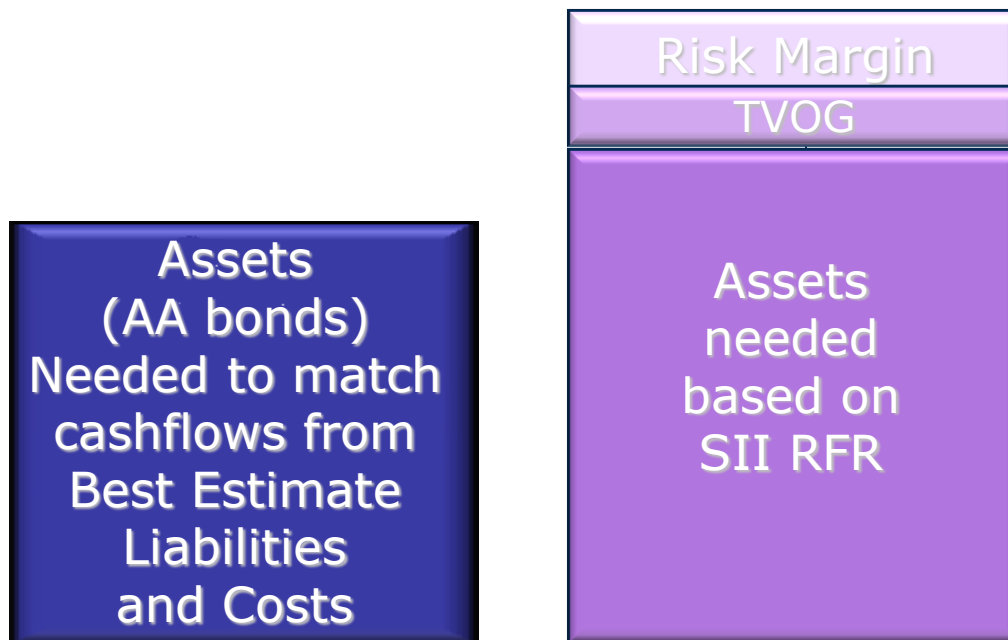 Assets
(AA bonds)
Needed to match
cashflows from
Best Estimate
Liabilities
and Costs
Risk Margin
TVOG
Assets
needed
based on
SII RFR